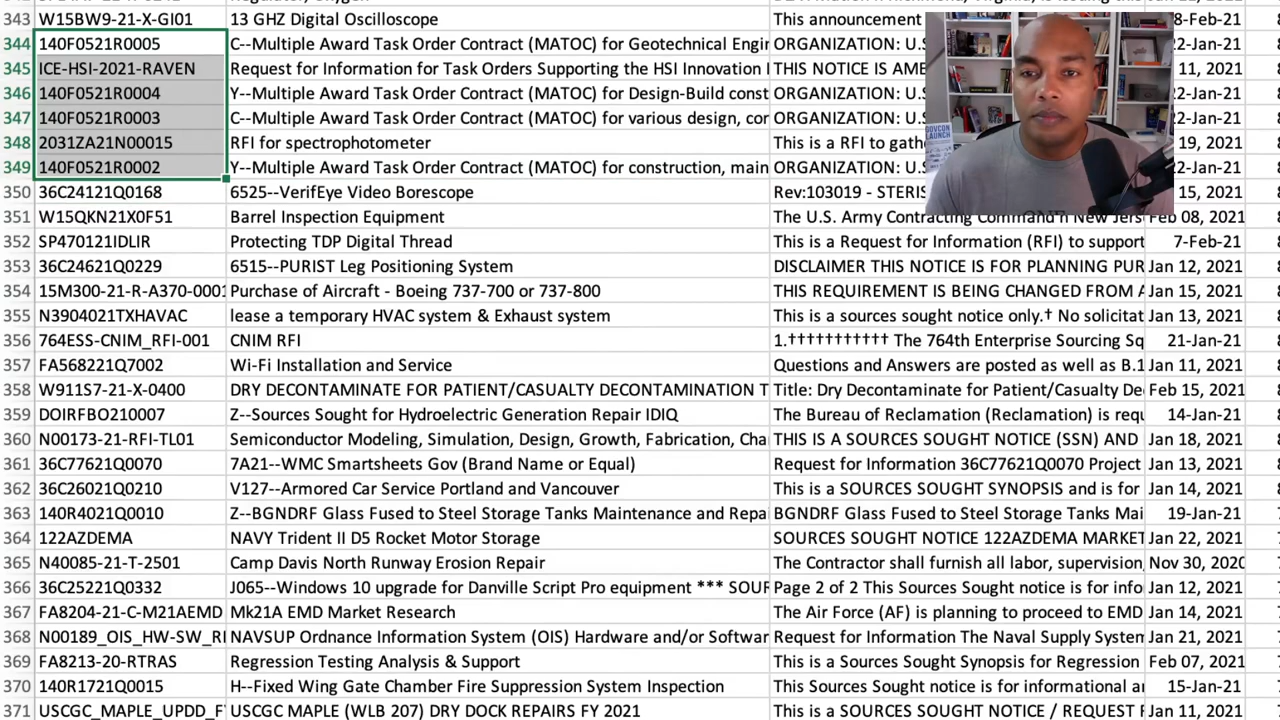 343 W15BW9-21-X-GI01 13 GHZ Digital Oscilloscope This announcement 8-Feb-21
344 140F0521R0005 C--Multiple Award Task Order Contract (MATOC) for Geotechnical Engir ORGANIZATION: U.S 2-Jan-21
345 ICE-HSI-2021-RAVEN Request for Information for Task Orders Supporting the HSI Innovation I THIS NOTICE IS AME 11, 2021
346 140F0521R0004 Y--Multiple Award Task Order Contract (MATOC) for Design-Build const ORGANIZATION: U.S 2-Jan-21
347 140F0521R0003 C--Multiple Award Task Order Contract (MATOC) for various design, cor ORGANIZATION: U.S 2-Jan-21
348 2031ZA21N00015 RFI for spectrophotometer This is a RFI to gath 19, 2021
349 140F0521R0002 Y--Multiple Award Task Order Contract (MATOC) for construction, main ORGANIZATION: U.S 2-Jan-21
350 36C24121Q0168 6525--VerifEye Video Borescope Rev:103019 - STERIS 15, 2021
351 W15QKN21X0F51 Barrel Inspection Equipment The U.S. Army Contracting Command ñ New Jers Feb 08, 2021
352 SP470121IDLIR Protecting TDP Digital Thread This is a Request for Information (RFI) to support 7-Feb-21
353 36C24621Q0229 6515--PURIST Leg Positioning System DISCLAIMER THIS NOTICE IS FOR PLANNING PUR Jan 12, 2021
354 15M300-21-R-A370-0001 Purchase of Aircraft - Boeing 737-700 or 737-800 THIS REQUIREMENT IS BEING CHANGED FROM A Jan 15, 2021
355 N3904021TXHAVAC lease a temporary HVAC system & Exhaust system This is a sources sought notice only.† No solicitat Jan 13, 2021
356 764ESS-CNIM_RFI-001 CNIM RFI 1.††††††††††† The 764th Enterprise Sourcing Sq 21-Jan-21
357 FA568221Q7002 Wi-Fi Installation and Service Questions and Answers are posted as well as B.1 Jan 11, 2021
358 W911S7-21-X-0400 DRY DECONTAMINATE FOR PATIENT/CASUALTY DECONTAMINATION T Title: Dry Decontaminate for Patient/Casualty De Feb 15, 2021
359 DOIRFBO210007 Z--Sources Sought for Hydroelectric Generation Repair IDIQ The Bureau of Reclamation (Reclamation) is requ 14-Jan-21
360 N00173-21-RFI-TL01 Semiconductor Modeling, Simulation, Design, Growth, Fabrication, Cha THIS IS A SOURCES SOUGHT NOTICE (SSN) AND Jan 18, 2021
361 36C77621Q0070 7A21--WMC Smartsheets Gov (Brand Name or Equal) Request for Information 36C77621Q0070 Project Jan 13, 2021
362 36C26021Q0210 V127--Armored Car Service Portland and Vancouver This is a SOURCES SOUGHT SYNOPSIS and is for Jan 14, 2021
363 140R4021Q0010 Z--BGNDRF Glass Fused to Steel Storage Tanks Maintenance and Repa BGNDRF Glass Fused to Steel Storage Tanks Mai 19-Jan-21
364 122AZDEMA NAVY Trident II D5 Rocket Motor Storage SOURCES SOUGHT NOTICE 122AZDEMA MARKET Jan 22, 2021
365 N40085-21-T-2501 Camp Davis North Runway Erosion Repair The Contractor shall furnish all labor, supervision, Nov 30, 2020
366 36C25221Q0332 J065--Windows 10 upgrade for Danville Script Pro equipment *** SOUR Page 2 of 2 This Sources Sought notice is for info Jan 12, 2021
367 FA8204-21-C-M21AEMD Mk21A EMD Market Research The Air Force (AF) is planning to proceed to EMD Jan 14, 2021
368 N00189_OIS_HW-SW_RI NAVSUP Ordnance Information System (OIS) Hardware and/or Softwar Request for Information The Naval Supply System Jan 21, 2021
369 FA8213-20-RTRAS Regression Testing Analysis & Support This is a Sources Sought Synopsis for Regression Feb 07, 2021
370 140R1721Q0015 H--Fixed Wing Gate Chamber Fire Suppression System Inspection This Sources Sought notice is for informational ar 15-Jan-21
371 USCGC_MAPLE_UPDD_F USCGC MAPLE (WLB 207) DRY DOCK REPAIRS FY 2021 This is a SOURCES SOUGHT NOTICE / REQUEST F Jan 11, 2021
GOVCON
LAUNCH